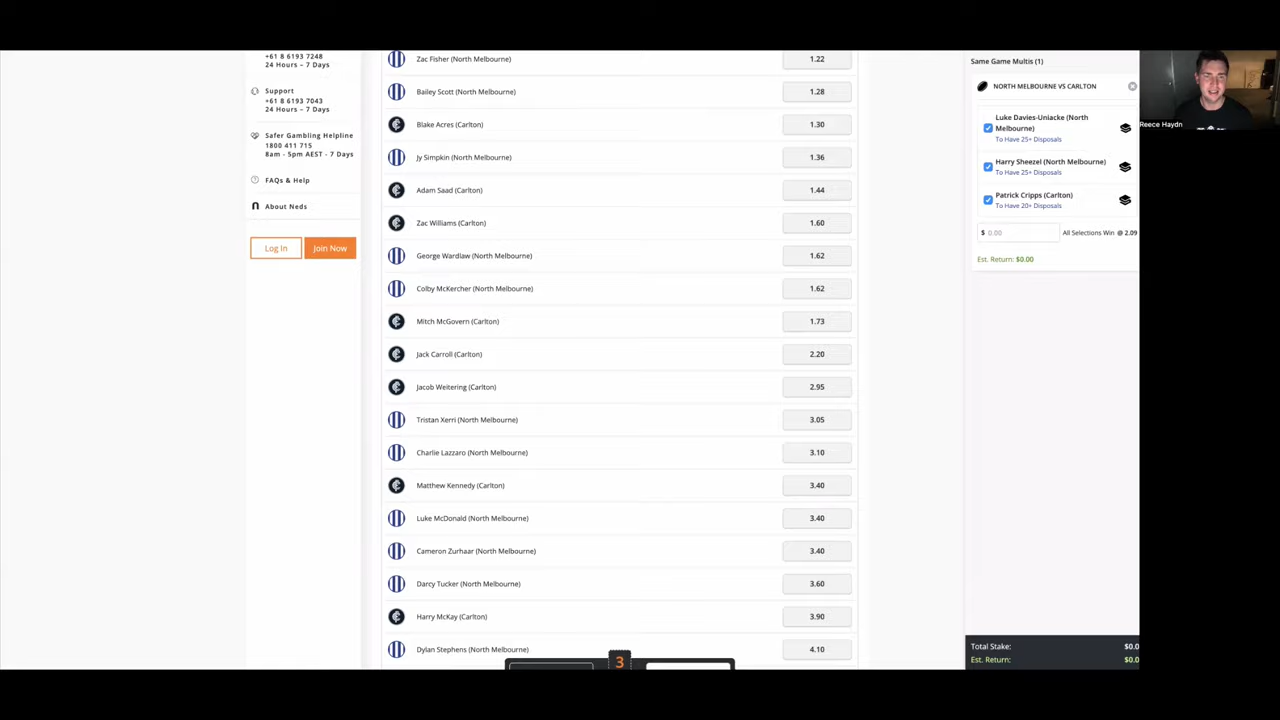 +61 8 6193 7248
24 Hours – 7 Days
Support
+61 8 6193 7043
24 Hours – 7 Days
Safer Gambling Helpline
1800 411 715
8am - 5pm AEST - 7 Days
FAQs & Help
About Neds
Log In
Join Now
Zac Fisher (North Melbourne) 1.22
Bailey Scott (North Melbourne) 1.28
Blake Acres (Carlton) 1.30
Jy Simpkin (North Melbourne) 1.36
Adam Saad (Carlton) 1.44
Zac Williams (Carlton) 1.60
George Wardlaw (North Melbourne) 1.62
Colby McKercher (North Melbourne) 1.62
Mitch McGovern (Carlton) 1.73
Jack Carroll (Carlton) 2.20
Jacob Weitering (Carlton) 2.95
Tristan Xerri (North Melbourne) 3.05
Charlie Lazzaro (North Melbourne) 3.10
Matthew Kennedy (Carlton) 3.40
Luke McDonald (North Melbourne) 3.40
Cameron Zurhaar (North Melbourne) 3.40
Darcy Tucker (North Melbourne) 3.60
Harry McKay (Carlton) 3.90
Dylan Stephens (North Melbourne) 4.10
3
Same Game Multis (1)
NORTH MELBOURNE VS CARLTON
Luke Davies-Uniacke (North
Melbourne)
To Have 25+ Disposals
Harry Sheezel (North Melbourne)
To Have 25+ Disposals
Patrick Cripps (Carlton)
To Have 20+ Disposals
$ 0.00 All Selections Win @ 2.09
Est. Return: $0.00
Total Stake: $0.0
Est. Return: $0.0
Reece Haydn